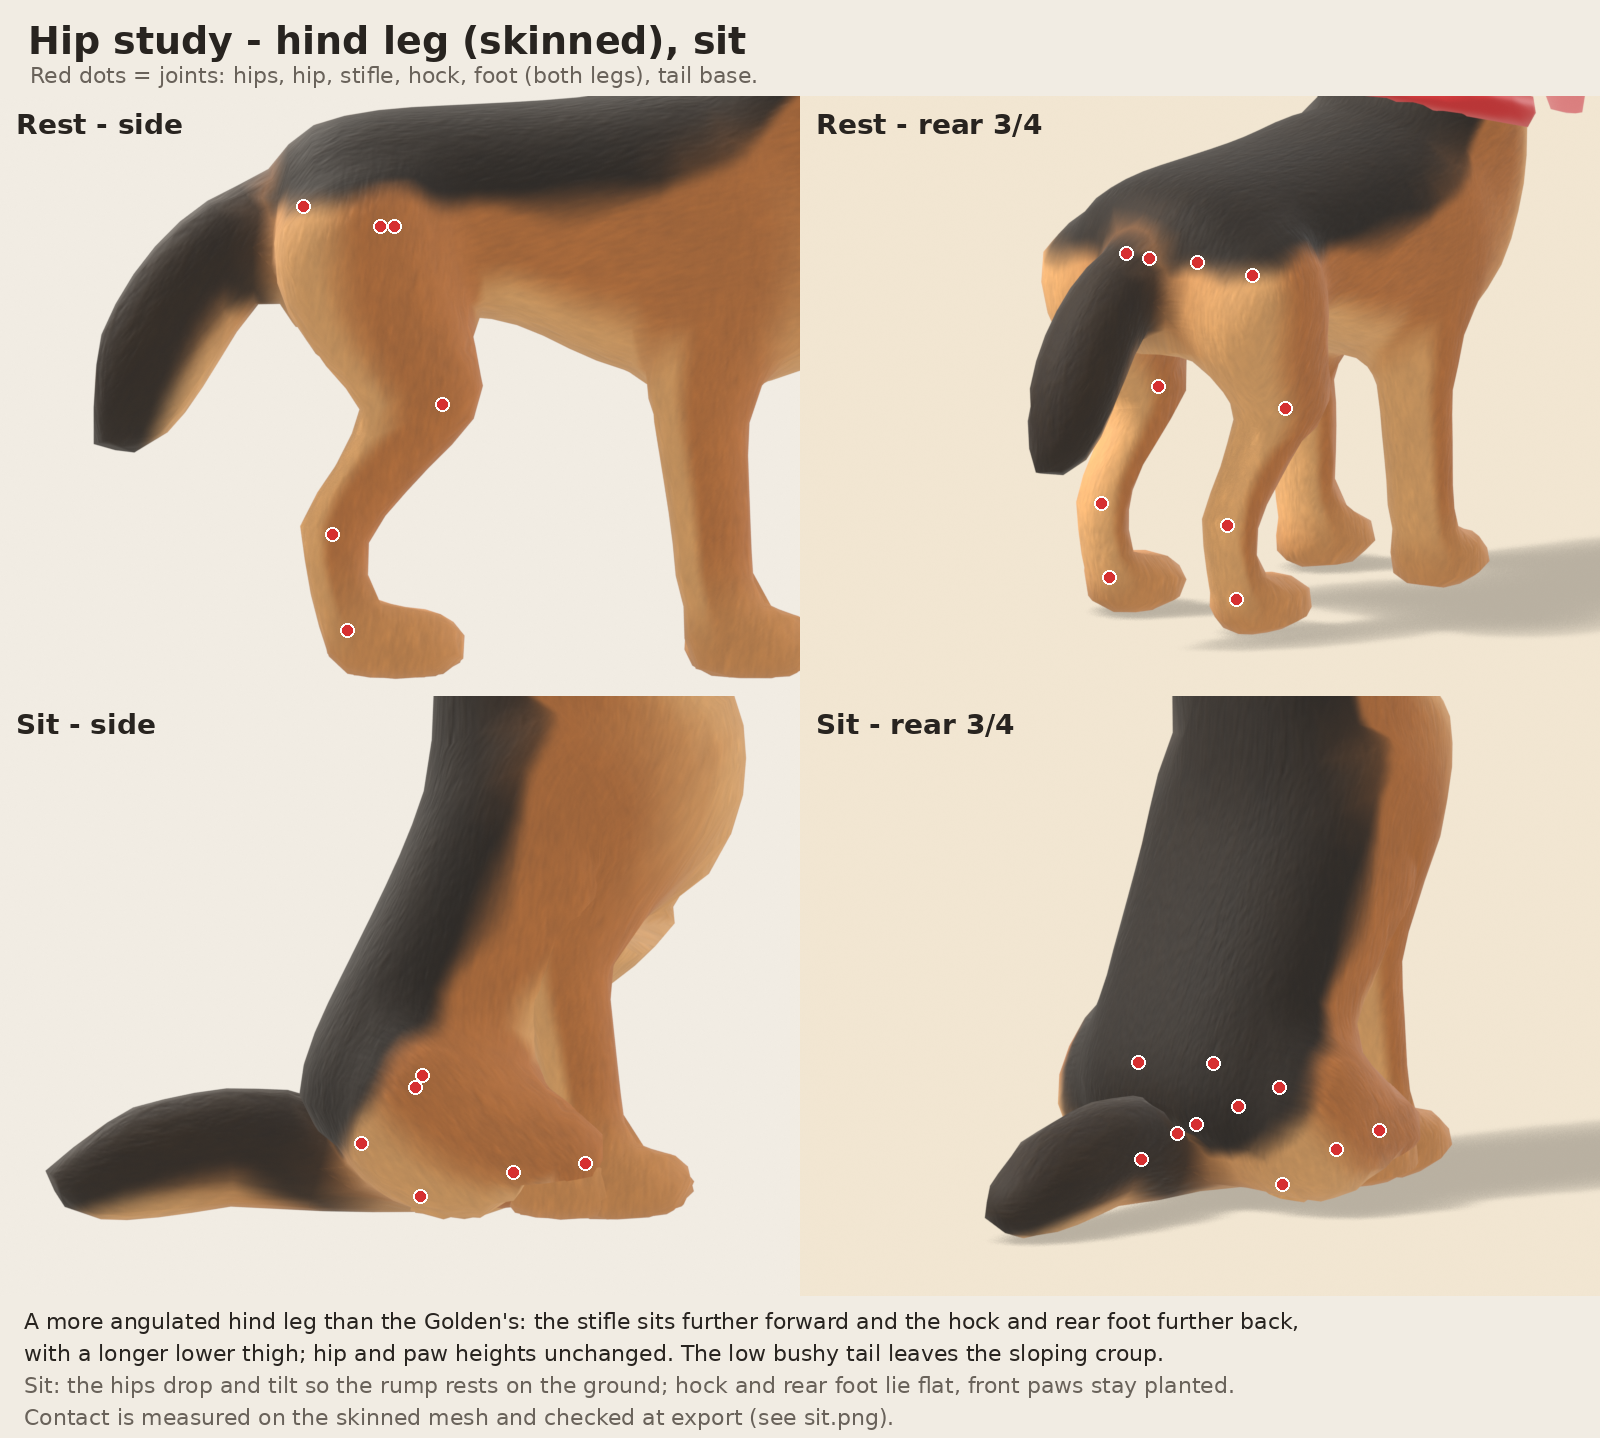 Hip study - hind leg (skinned), sit
Red dots = joints: hips, hip, stifle, hock, foot (both legs), tail base.
Rest - side
Rest - rear 3/4
Sit - side
Sit - rear 3/4
A more angulated hind leg than the Golden's: the stifle sits further forward and the hock and rear foot further back,
with a longer lower thigh; hip and paw heights unchanged. The low bushy tail leaves the sloping croup.
Sit: the hips drop and tilt so the rump rests on the ground; hock and rear foot lie flat, front paws stay planted.
Contact is measured on the skinned mesh and checked at export (see sit.png).